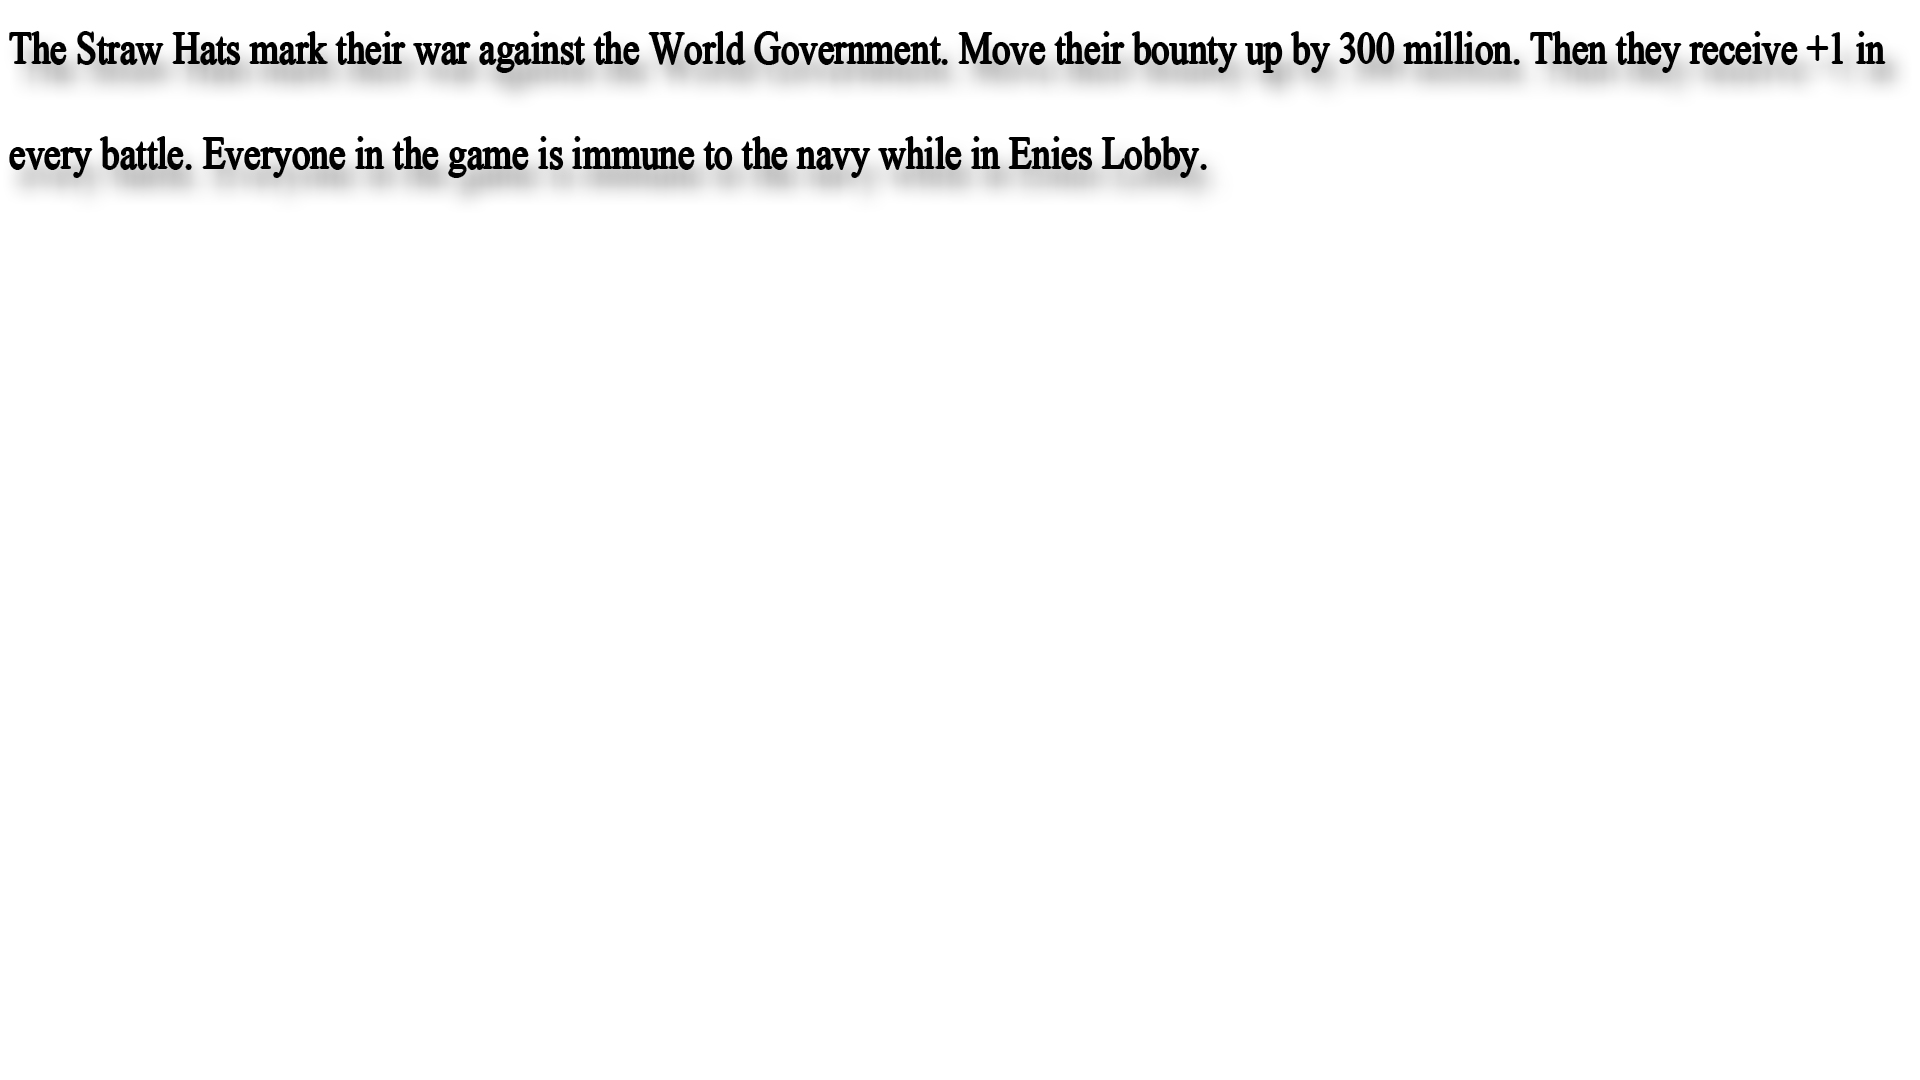 The Straw Hats mark their war against the World Government. Move their bounty up by 300 million. Then they receive +1 in
every battle. Everyone in the game is immune to the navy while in Enies Lobby.